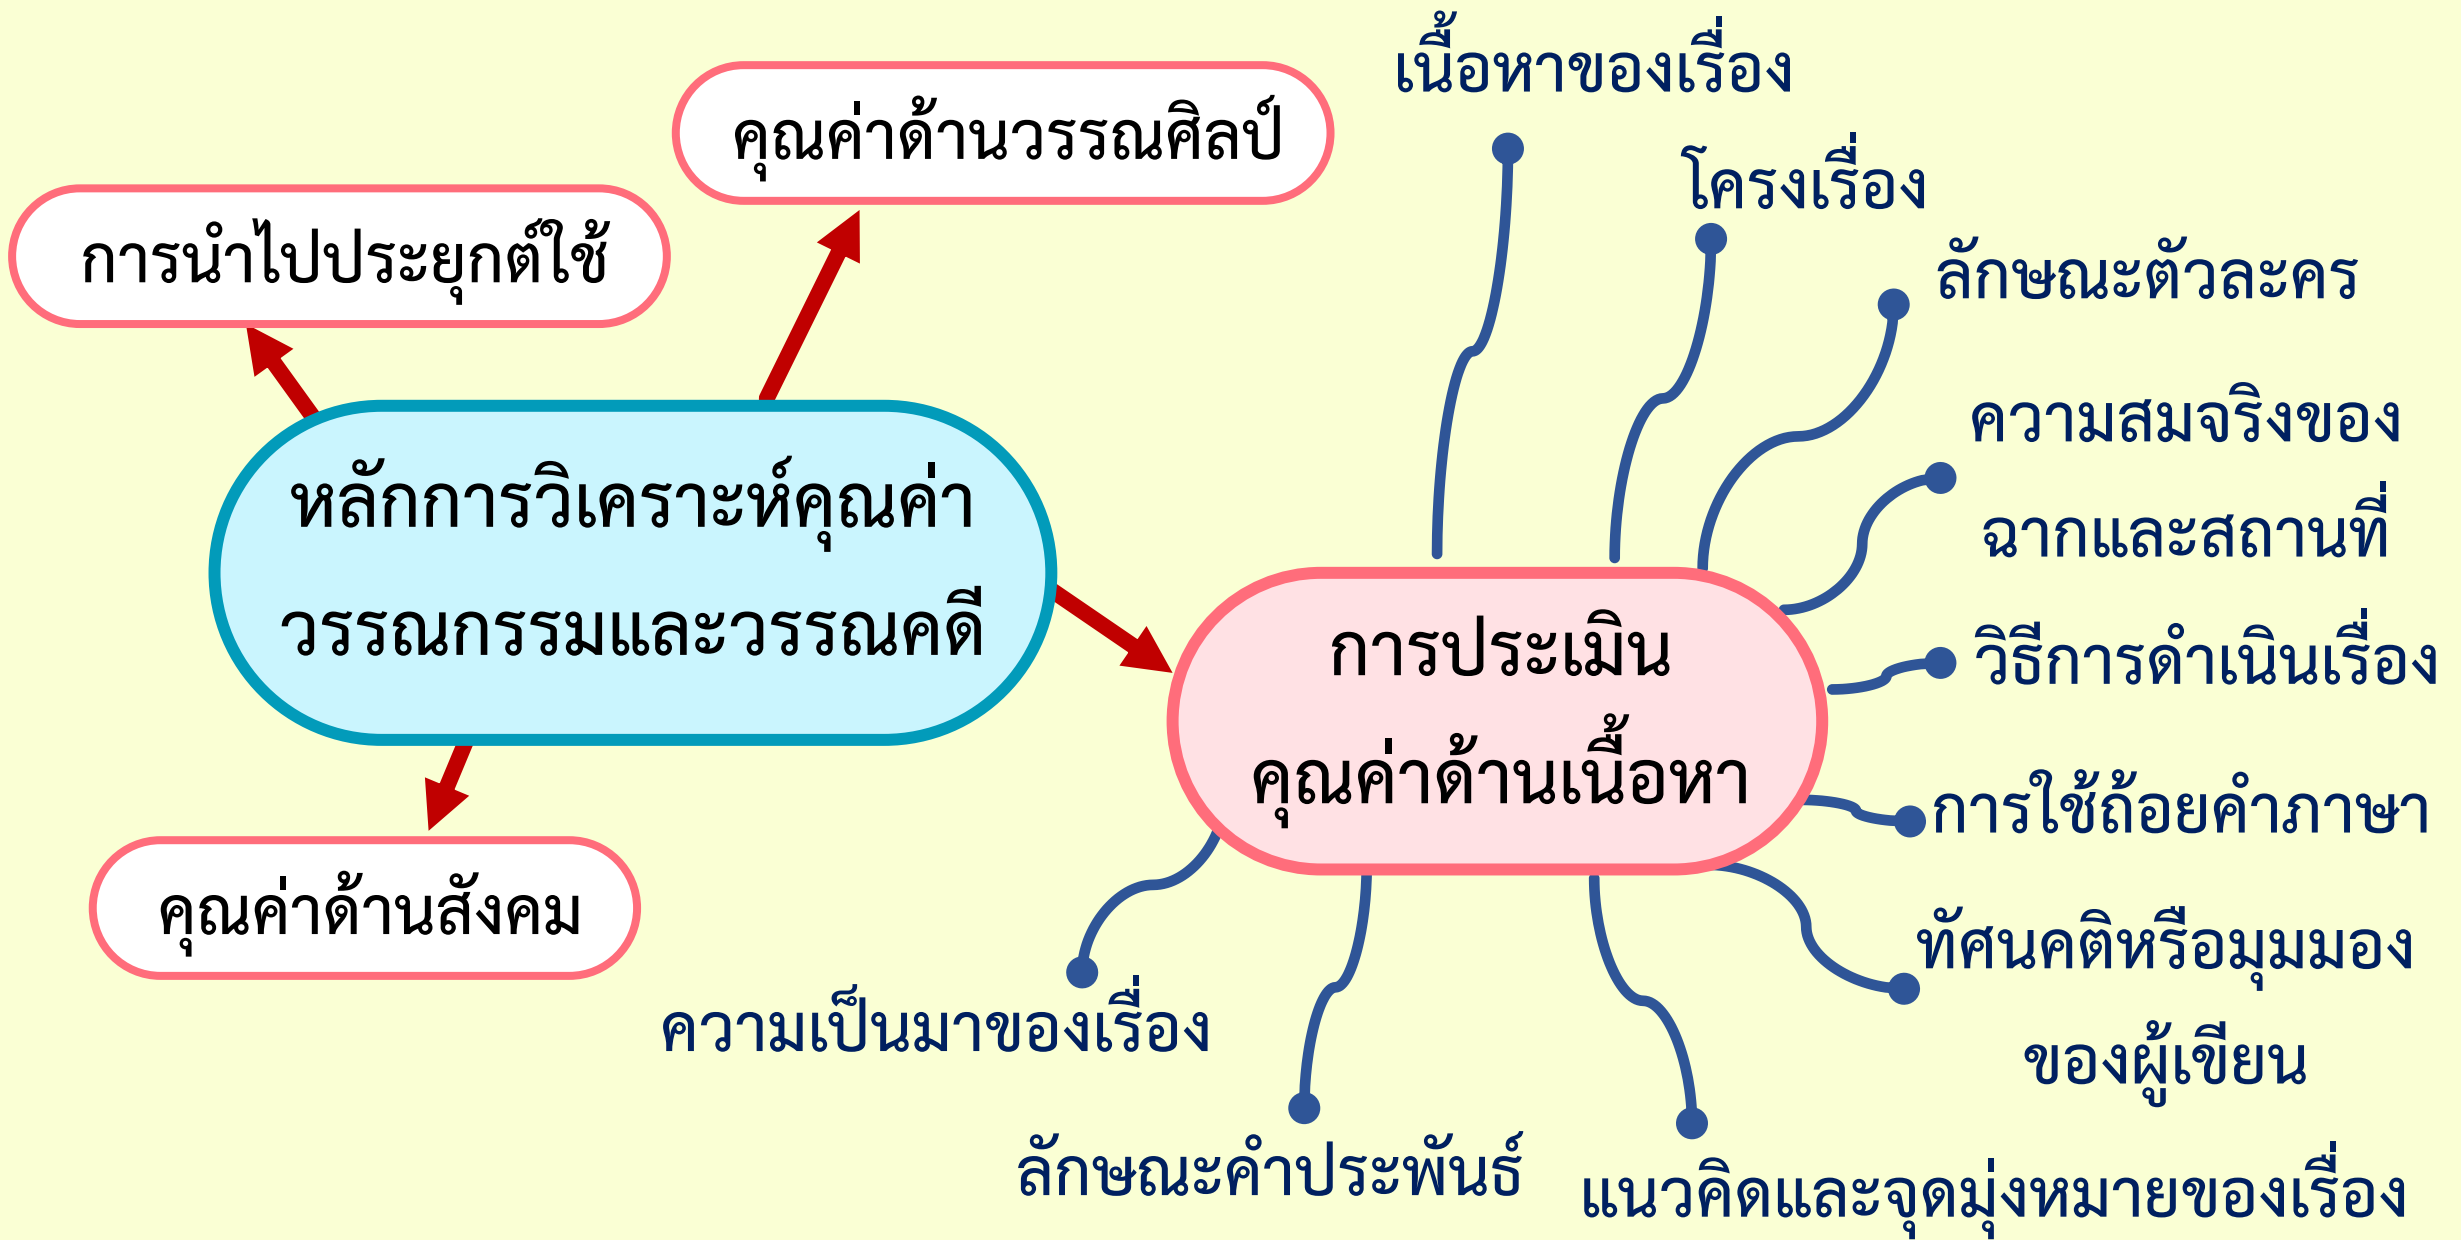 คุณค่าด้านวรรณศิลป์
การนำไปประยุกต์ใช้
หลักการวิเคราะห์คุณค่า
วรรณกรรมและวรรณคดี
คุณค่าด้านสังคม
การประเมิน
คุณค่าด้านเนื้อหา
เนื้อหาของเรื่อง
โครงเรื่อง
ลักษณะตัวละคร
ความสมจริงของ
ฉากและสถานที่
วิธีการดำเนินเรื่อง
การใช้ถ้อยคำภาษา
ทัศนคติหรือมุมมอง
ของผู้เขียน
แนวคิดและจุดมุ่งหมายของเรื่อง
ลักษณะคำประพันธ์
ความเป็นมาของเรื่อง